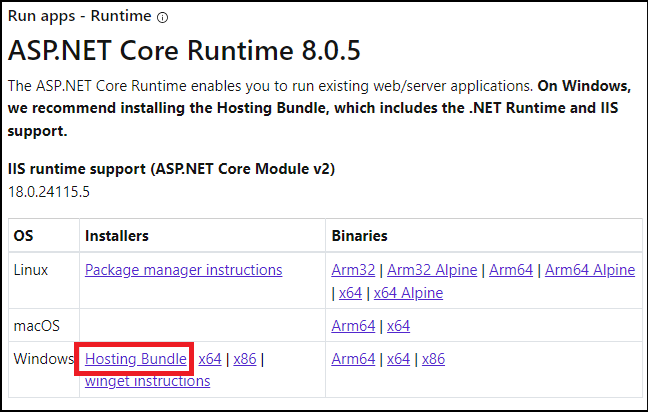 Run apps - Runtime
ASP.NET Core Runtime 8.0.5
The ASP.NET Core Runtime enables you to run existing web/server applications. On Windows,
we recommend installing the Hosting Bundle, which includes the .NET Runtime and IIS
support.
IIS runtime support (ASP.NET Core Module v2)
18.0.24115.5
OS Installers Binaries
Linux Package manager instructions Arm32 | Arm32 Alpine | Arm64 | Arm64 Alpine
| x64 | x64 Alpine
macOS Arm64 | x64
Windows Hosting Bundle | x64 | x86 | Arm64 | x64 | x86
winget instructions